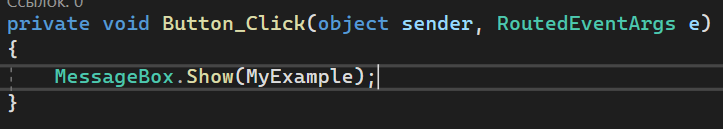 Ссылок: 0
private void Button_Click(object sender, RoutedEventArgs e)
{
MessageBox.Show(MyExample);
}